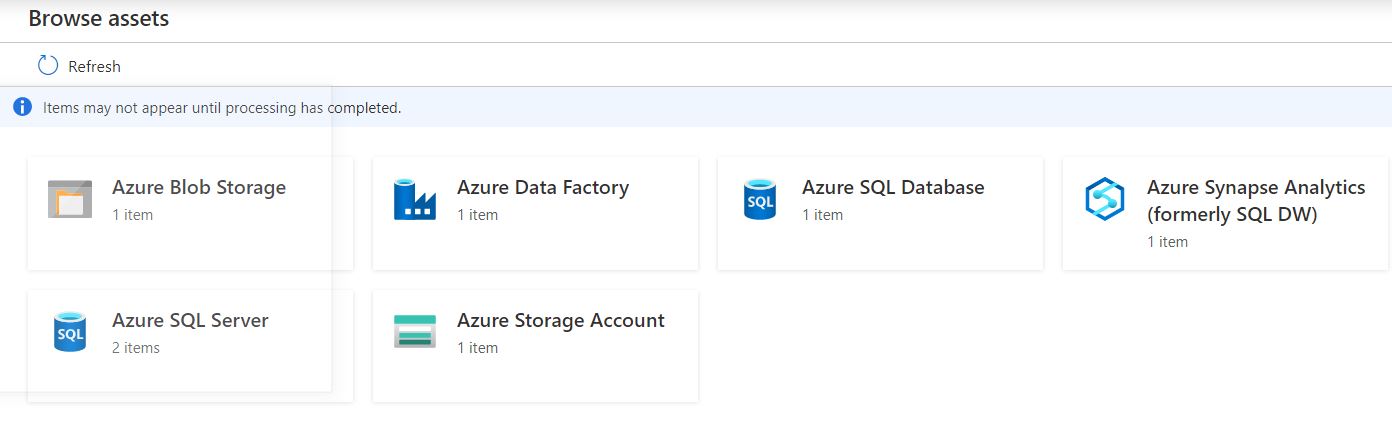 Browse assets
Refresh
Items may not appear until processing has completed.
Azure Blob Storage
1 item
Azure Data Factory
1 item
SQL
Azure SQL Database
1 item
Azure Synapse Analytics
(formerly SQL DW)
1 item
SQL
Azure SQL Server
2 items
Azure Storage Account
1 item